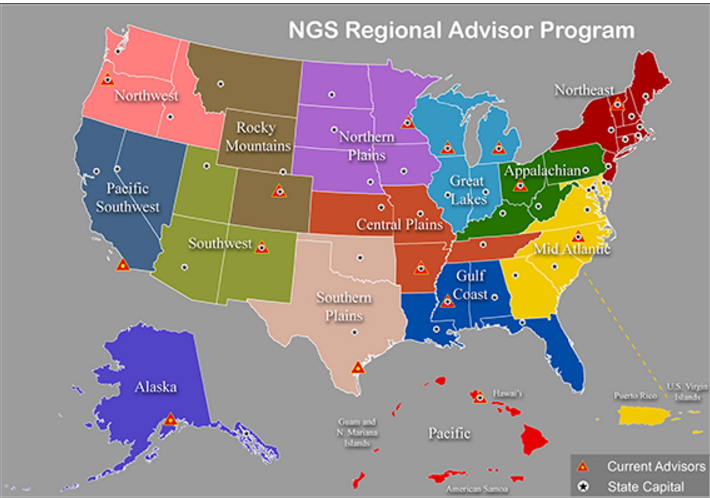 NGS Regional Advisor Program
Northwest
Northeast
Rocky
Mountains
Northern
Plains
Great
Lakes
Appalachian
Pacific
Southwest
Central Plains
Southwest
Mid Atlantic
Gulf
Coast
Southern
Plains
Alaska
Hawai'i
Puerto Rico
U.S. Virgin
Islands
Guam and
N. Mariana
Islands
Pacific
American Samoa
Current Advisors
State Capital